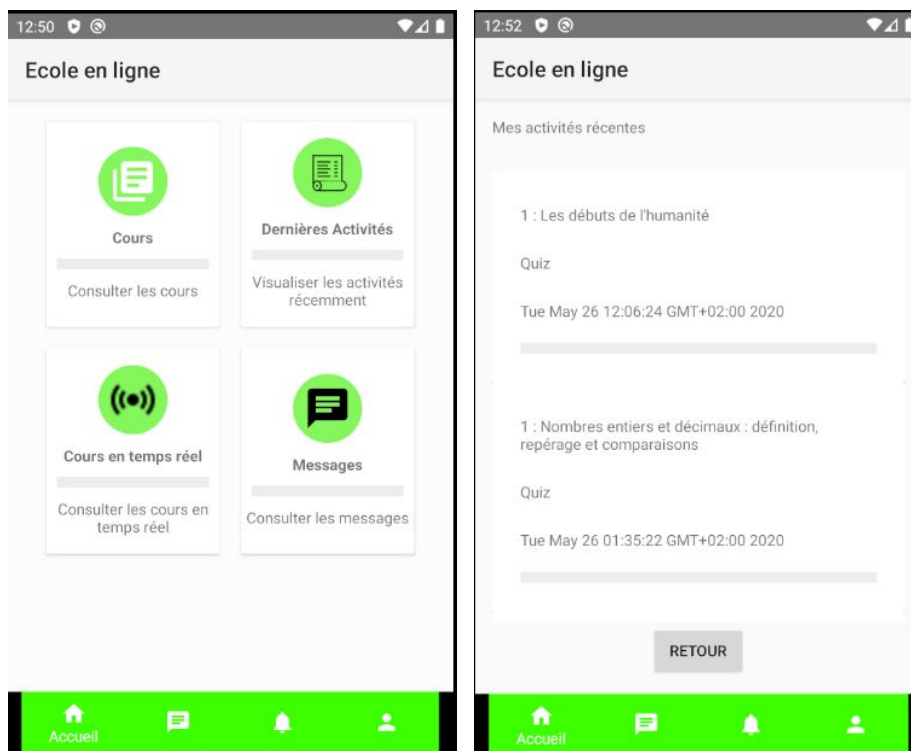 12:50
Ecole en ligne
Cours
Consulter les cours
Dernières Activités
Visualiser les activités
récemment
Cours en temps réel
Consulter les cours en
temps réel
Messages
Consulter les messages
Accueil
12:52
Ecole en ligne
Mes activités récentes
1 : Les débuts de l'humanité
Quiz
Tue May 26 12:06:24 GMT+02:00 2020
1 : Nombres entiers et décimaux : définition,
repérage et comparaisons
Quiz
Tue May 26 01:35:22 GMT+02:00 2020
RETOUR
Accueil